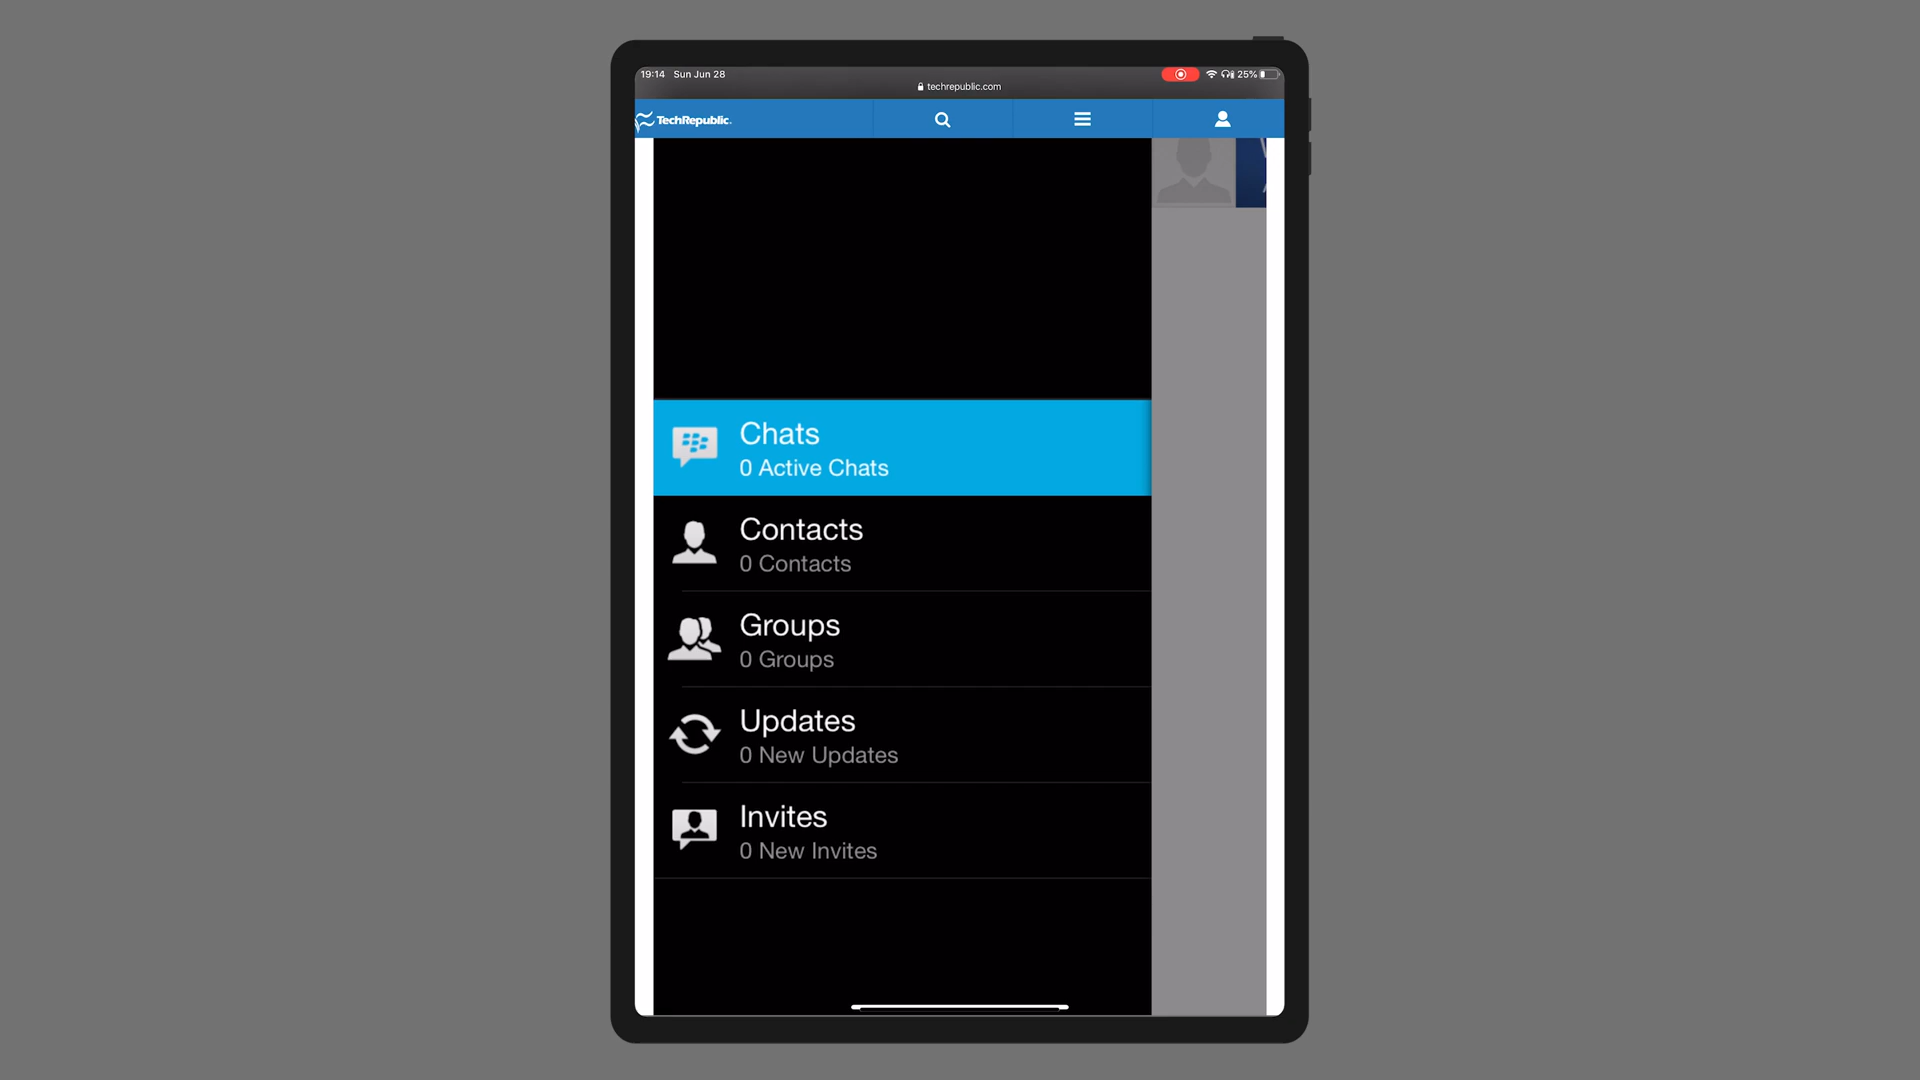 19:14 Sun Jun 28
25%
techrepublic.com
TechRepublic.
Chats
0 Active Chats
Contacts
0 Contacts
Groups
0 Groups
Updates
0 New Updates
Invites
0 New Invites